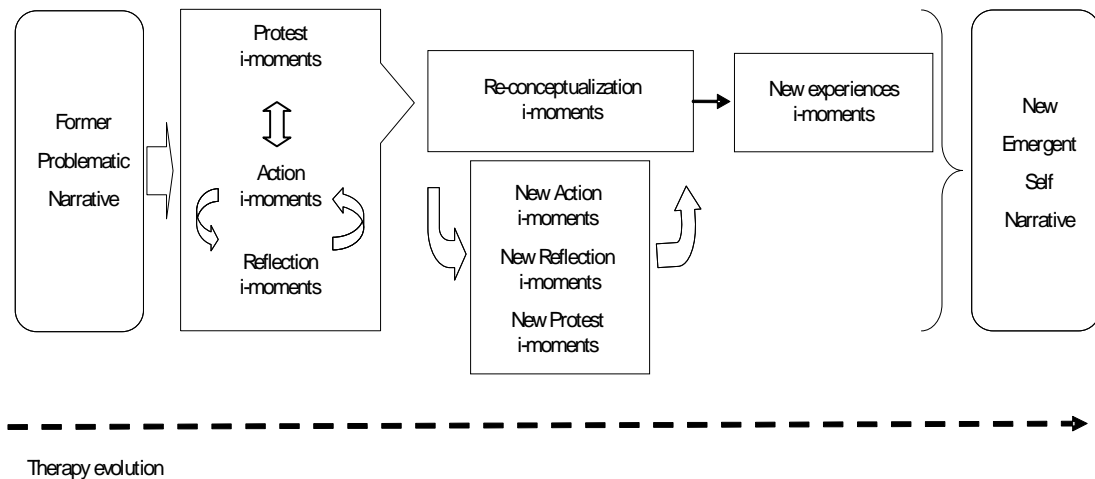 Former
Problematic
Narrative
Protest
i-moments
Action
i-moments
Reflection
i-moments
Re-conceptualization
i-moments
New Action
i-moments
New Reflection
i-moments
New Protest
i-moments
New experiences
i-moments
New
Emergent
Self
Narrative
Therapy evolution